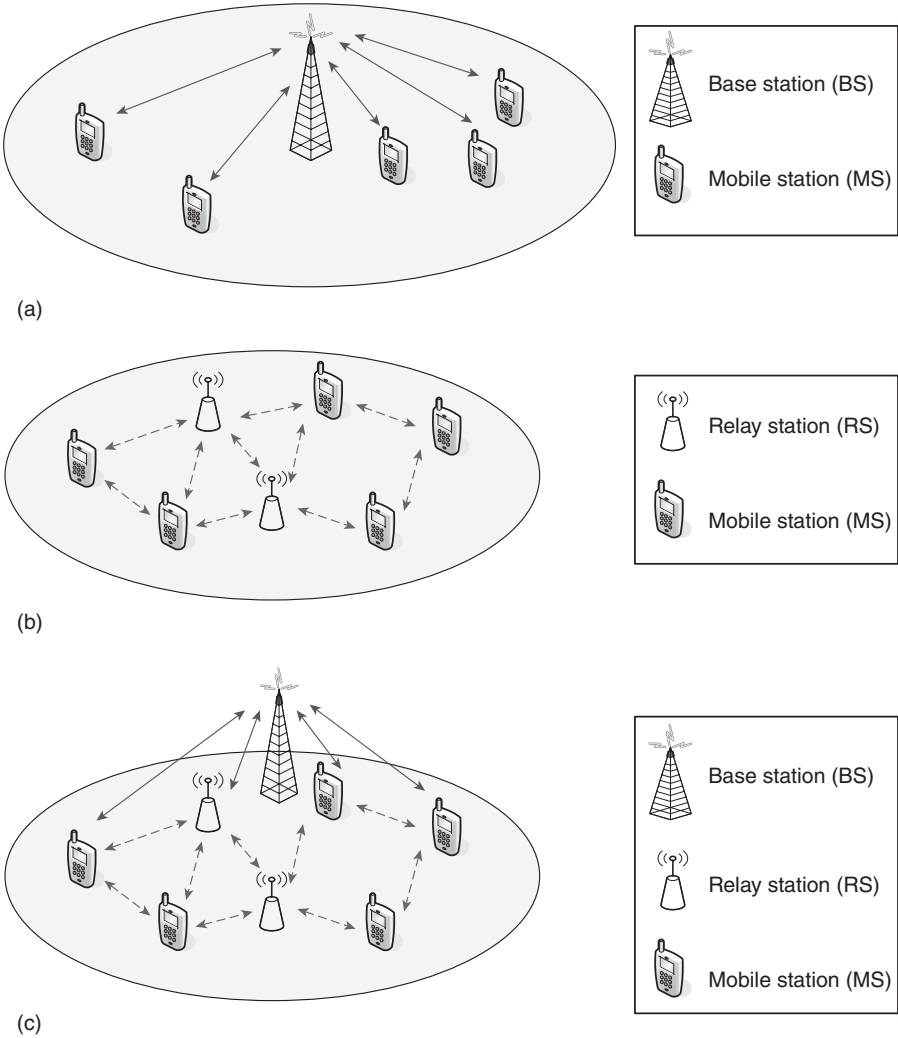 Base station (BS)
Mobile station (MS)
(a)
Relay station (RS)
Mobile station (MS)
(b)
Base station (BS)
Relay station (RS)
Mobile station (MS)
(c)